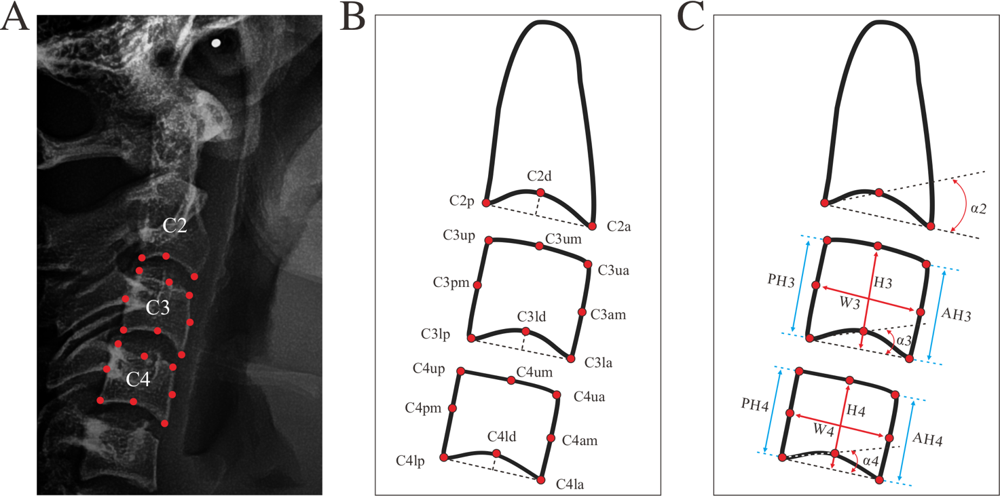 A
C2
C3
C4
B
C2d
C2p
C2a
C3up
C3um
C3ua
C3pm
C3am
C3ld
C3lp
C3la
C4up
C4um
C4ua
C4pm
C4am
C4ld
C4lp
C4la
C
α2
PH3
H3
W3
AH3
α3
PH4
H4
W4
AH4
α4